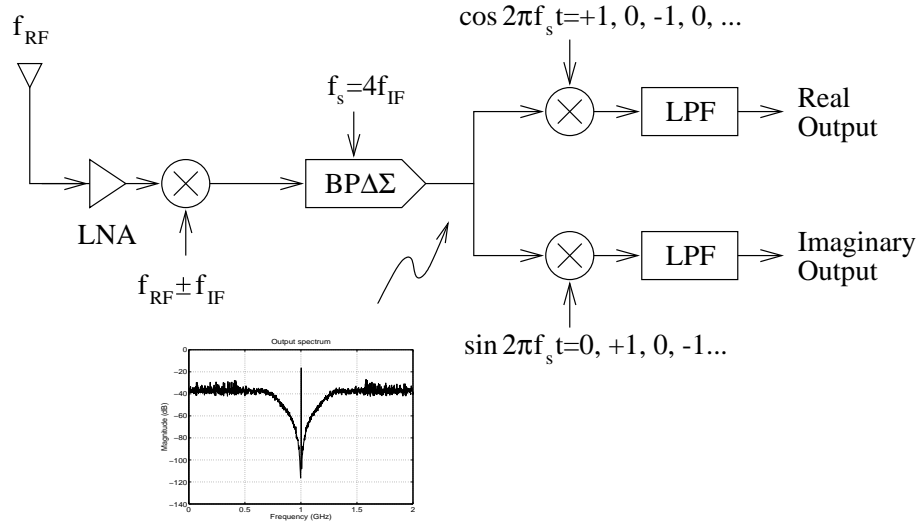 cos 2πf_s t=+1, 0, -1, 0, ...
f_RF
f_s=4f_IF
LPF
Real
Output
BPΔΣ
LNA
f_RF±f_IF
LPF
Imaginary
Output
sin 2πf_s t=0, +1, 0, -1...
Output spectrum
0
−20
−40
−60
−80
−100
−120
−140
Magnitude (dB)
0 0.5 1 1.5 2
Frequency (GHz)